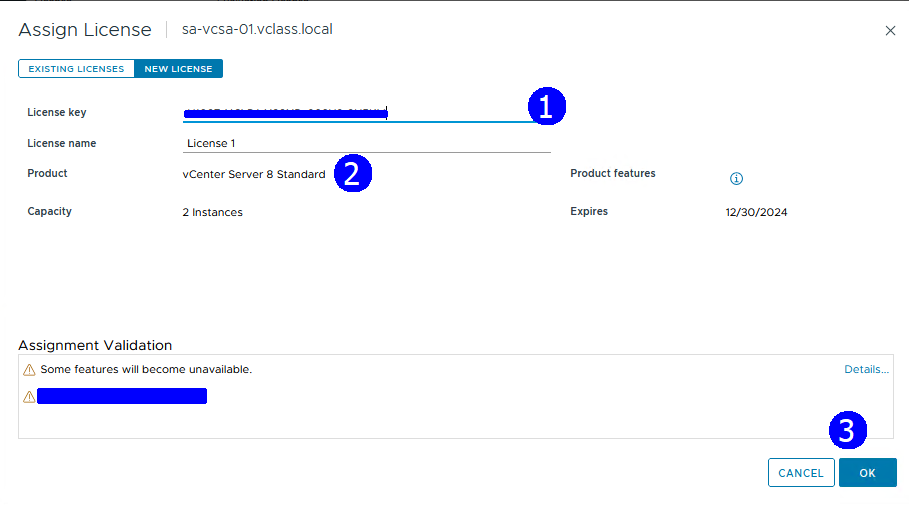 Assign License sa-vcsa-01.vclass.local
EXISTING LICENSES NEW LICENSE
License key 1
License name License 1
Product vCenter Server 8 Standard 2 Product features
Capacity 2 Instances Expires 12/30/2024
Assignment Validation
Some features will become unavailable. Details...
3
CANCEL OK